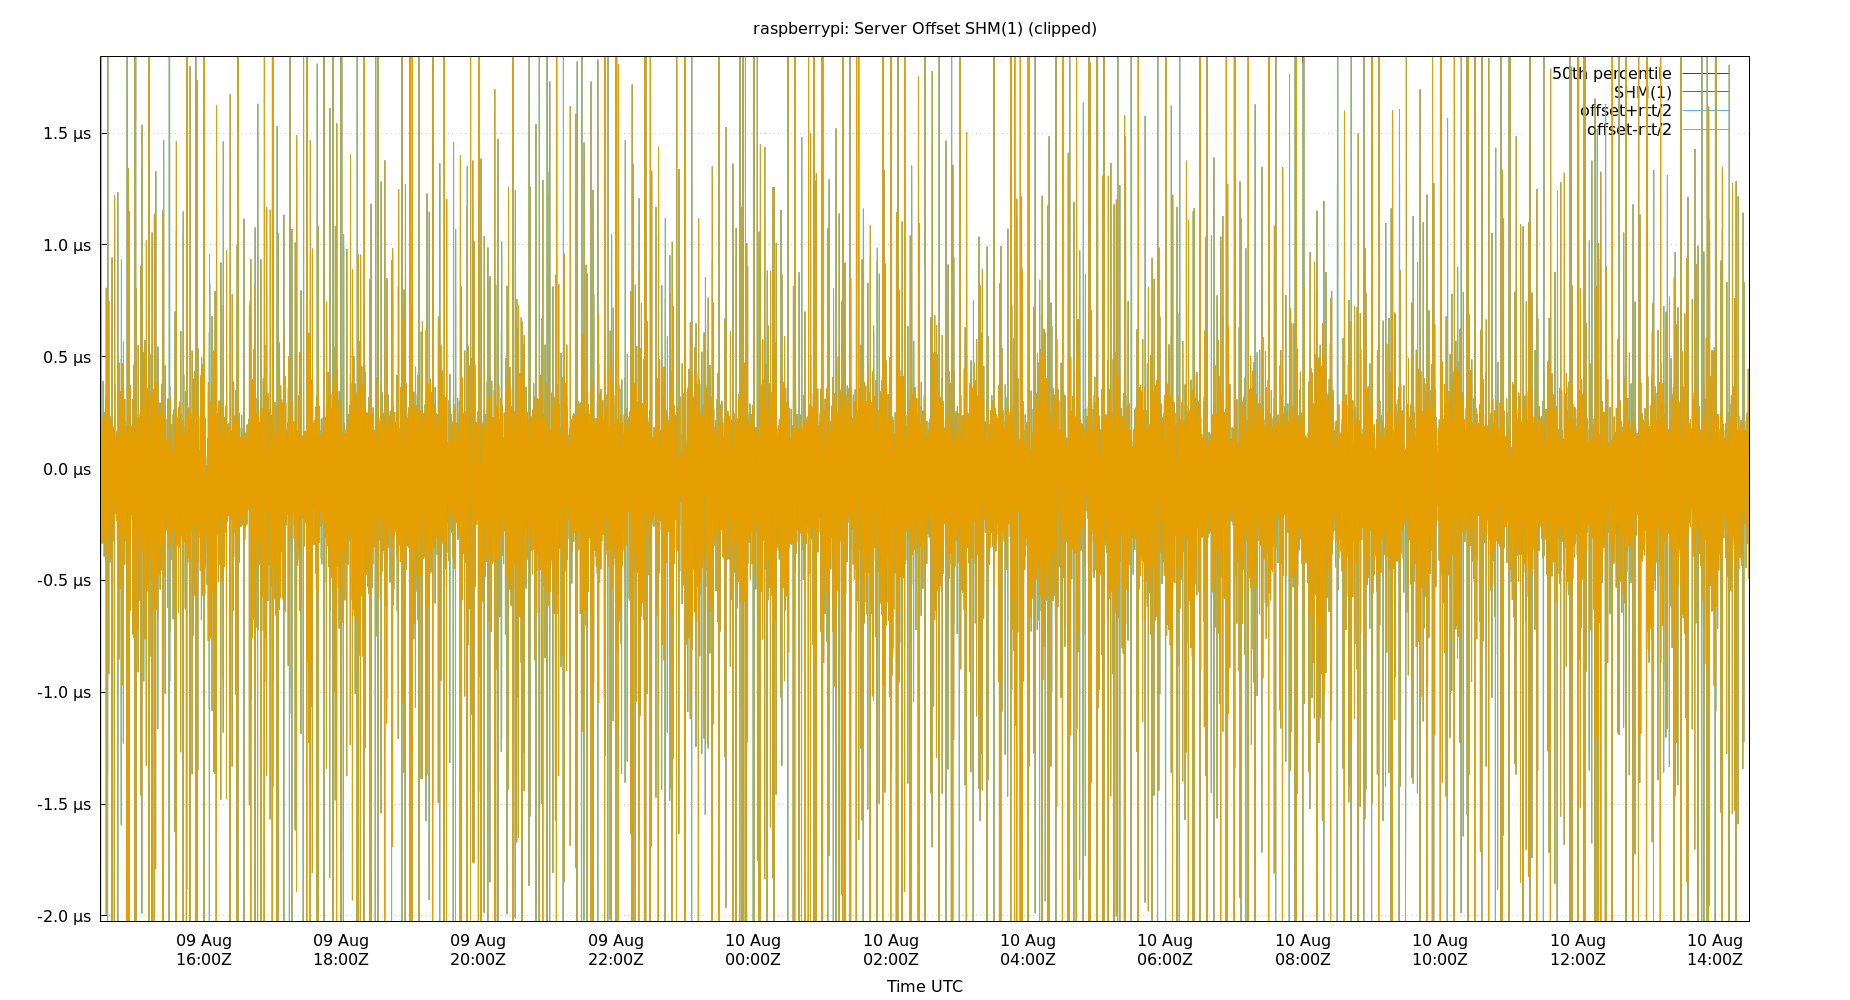 raspberrypi: Server Offset SHM(1) (clipped)
50th percentile
SHM(1)
offset+rtt/2
offset-rtt/2
1.5 µs
1.0 µs
0.5 µs
0.0 µs
-0.5 µs
-1.0 µs
-1.5 µs
-2.0 µs
09 Aug 09 Aug 09 Aug 09 Aug 10 Aug 10 Aug 10 Aug 10 Aug 10 Aug 10 Aug 10 Aug 10 Aug
16:00Z 18:00Z 20:00Z 22:00Z 00:00Z 02:00Z 04:00Z 06:00Z 08:00Z 10:00Z 12:00Z 14:00Z
Time UTC